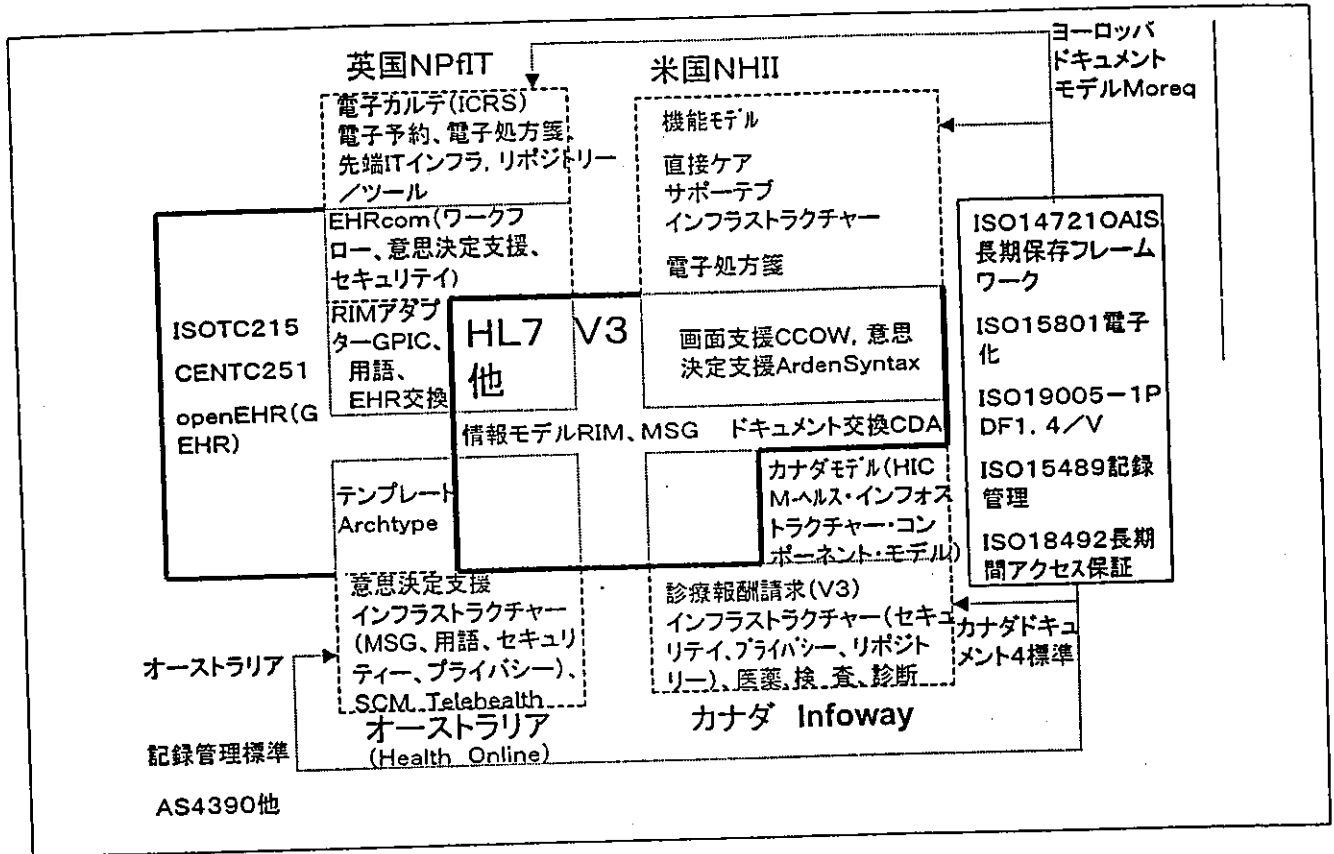 ヨーロッパ
ドキュメント
モデルMoreq
英国NPfIT
米国NHII
電子カルテ(ICRS)
電子予約、電子処方箋、
先端ITインフラ, リポジトリー
／ツール
EHRcom(ワークフ
ロー、意思決定支援、
セキュリテイ)
RIMアダプ
ターGPIC、
用語、
EHR交換
機能モデル
直接ケア
サポーテブ
インフラストラクチャー
電子処方箋
ISOTC215
CENTC251
openEHR(G
EHR)
HL7 V3
他
画面支援CCOW, 意思
決定支援ArdenSyntax
情報モデルRIM、MSG ドキュメント交換CDA
ISO14721OAIS
長期保存フレーム
ワーク
ISO15801電子
化
ISO19005－1P
DF1. 4／V
ISO15489記録
管理
ISO18492長期
間アクセス保証
テンプレート
Archtype
カナダモデル(HIC
M-ヘルス・インフォス
トラクチャー・コン
ポーネント・モデル)
意思決定支援
インフラストラクチャー
(MSG、用語、セキュリ
ティー、プライバシー)、
SCM Telebealth
診療報酬請求(V3)
インフラストラクチャー(セキュ
リテイ、プライバシー、リポジト
リー)、医薬,検 査、診断
カナダドキュ
メント4標準
オーストラリア
オーストラリア
(Health Online)
カナダ Infoway
記録管理標準
AS4390他